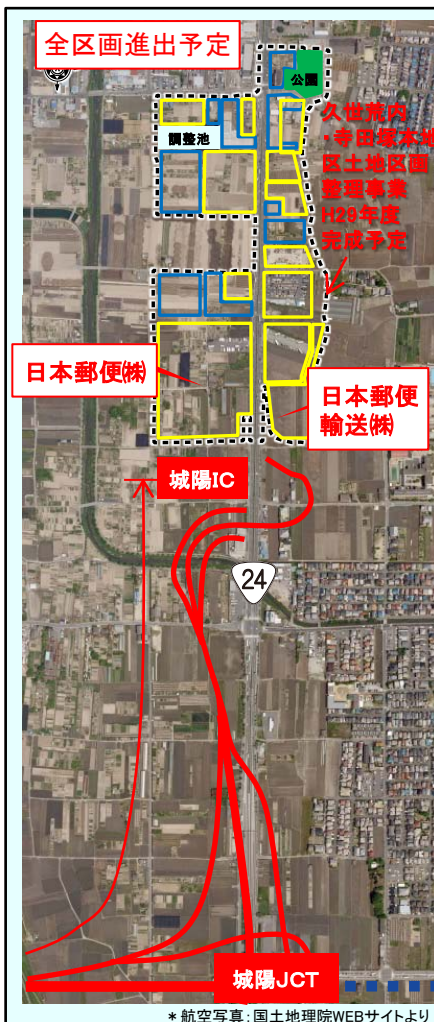 全区画進出予定
公園
調整池
久世荒内
・寺田塚本地
区土地区画
整理事業
H29年度
完成予定
日本郵便㈱
日本郵便
輸送㈱
城陽IC
24
城陽JCT
＊航空写真：国土地理院WEBサイトより